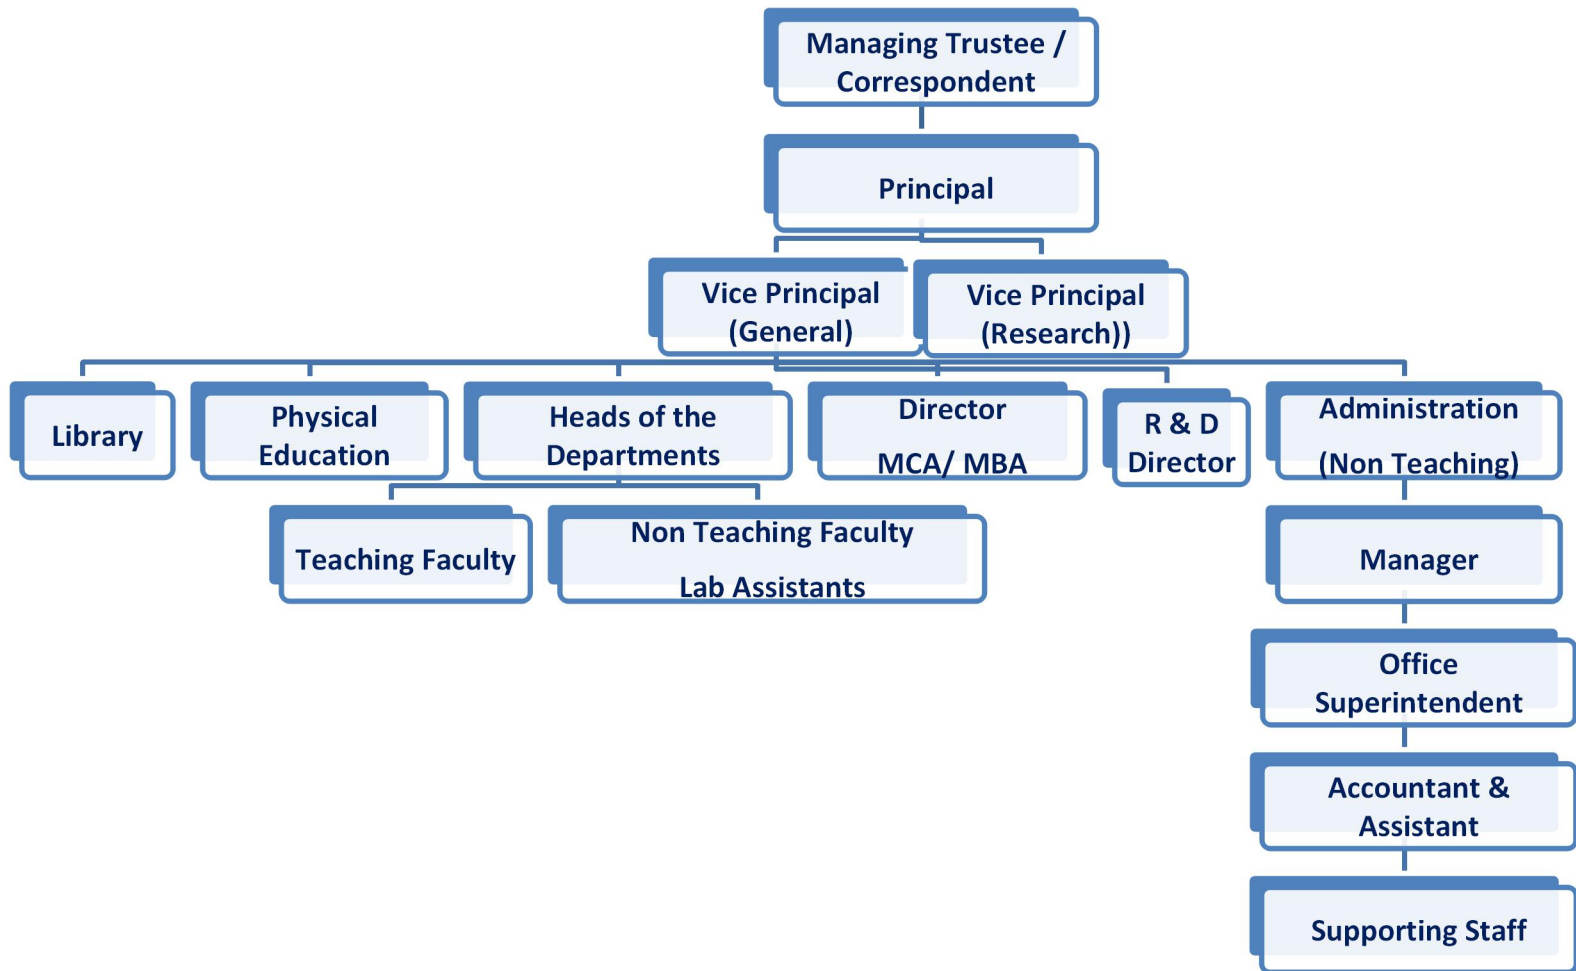 Managing Trustee /
Correspondent
Principal
Vice Principal
(General)
Vice Principal
(Research))
Library
Physical
Education
Heads of the
Departments
Director
MCA/ MBA
R & D
Director
Administration
(Non Teaching)
Teaching Faculty
Non Teaching Faculty
Lab Assistants
Manager
Office
Superintendent
Accountant &
Assistant
Supporting Staff